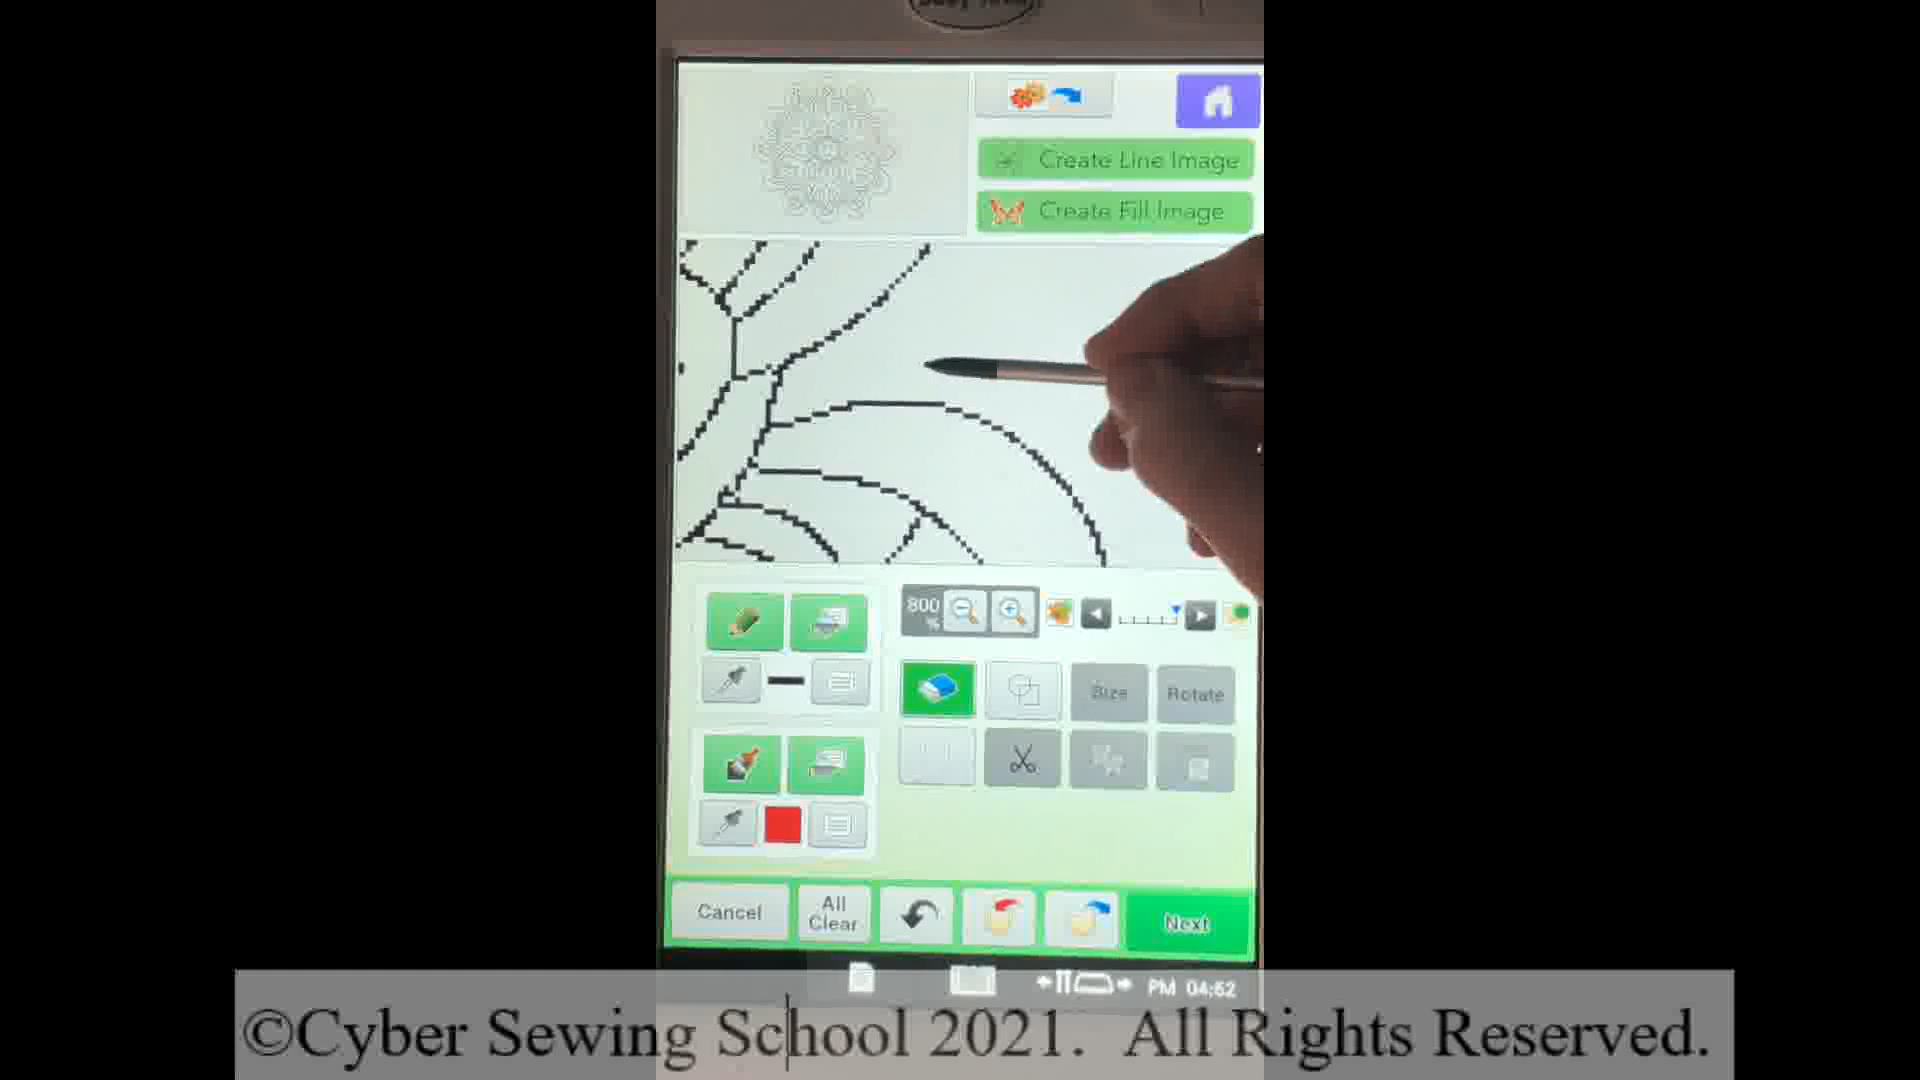 Create Line Image
Create Fill Image
800
%
Size
Rotate
Cancel
All
Clear
Next
PM 04:52
©Cyber Sewing School 2021. All Rights Reserved.